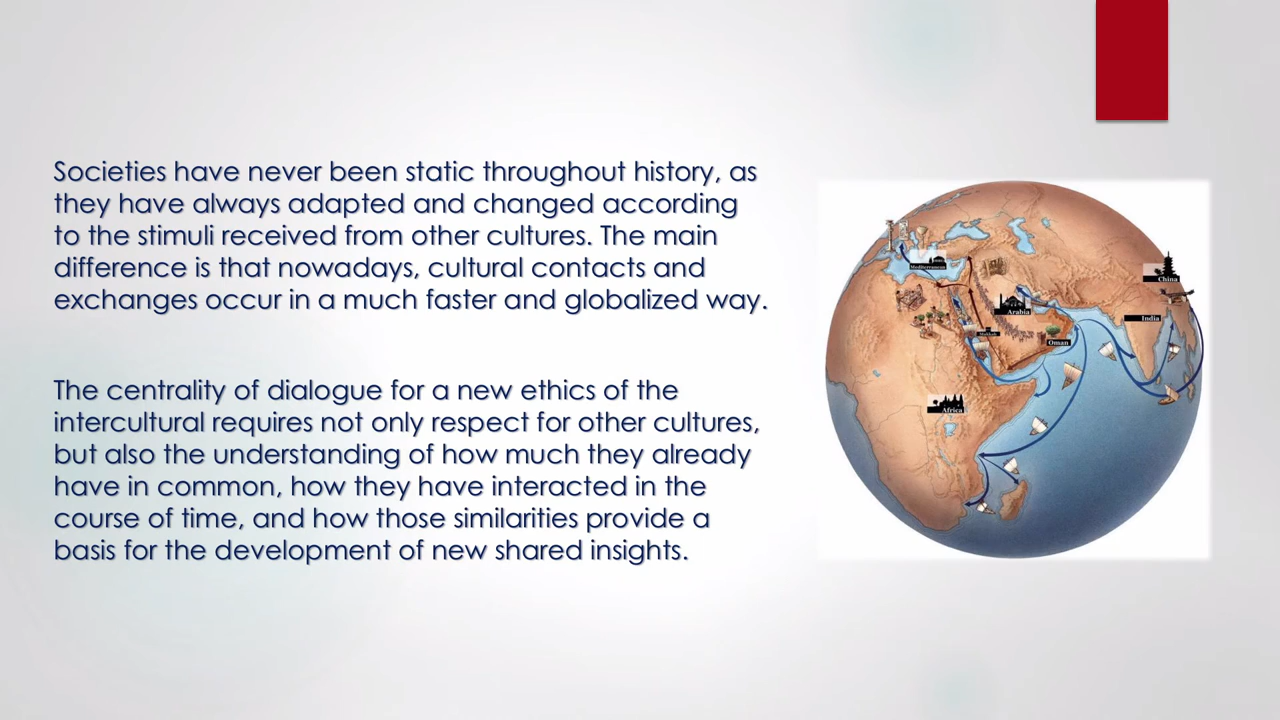 Societies have never been static throughout history, as
they have always adapted and changed according
to the stimuli received from other cultures. The main
difference is that nowadays, cultural contacts and
exchanges occur in a much faster and globalized way.
The centrality of dialogue for a new ethics of the
intercultural requires not only respect for other cultures,
but also the understanding of how much they already
have in common, how they have interacted in the
course of time, and how those similarities provide a
basis for the development of new shared insights.
Mediterranean
China
Arabia
India
Oman
Africa